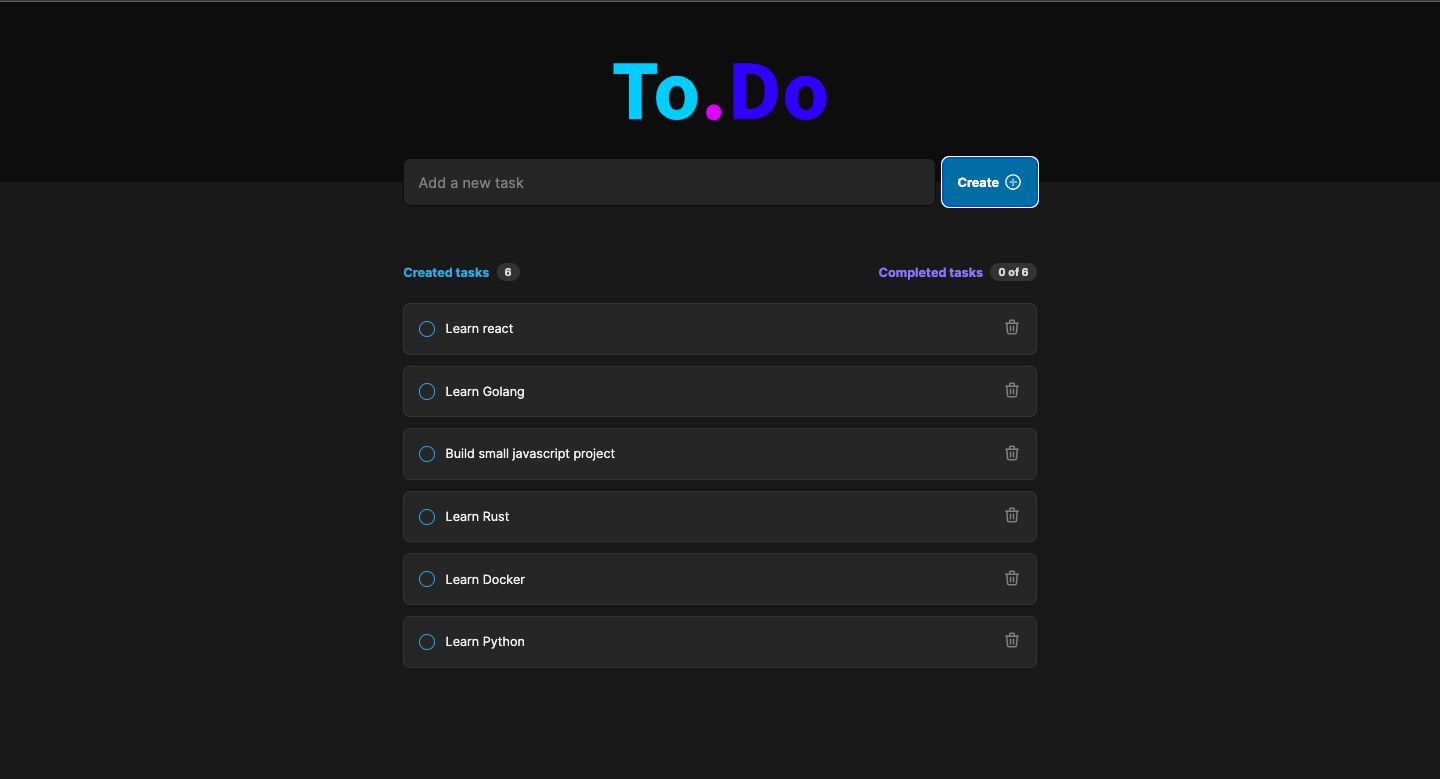 To.Do
Add a new task
Create
Created tasks 6
Completed tasks 0 of 6
Learn react
Learn Golang
Build small javascript project
Learn Rust
Learn Docker
Learn Python